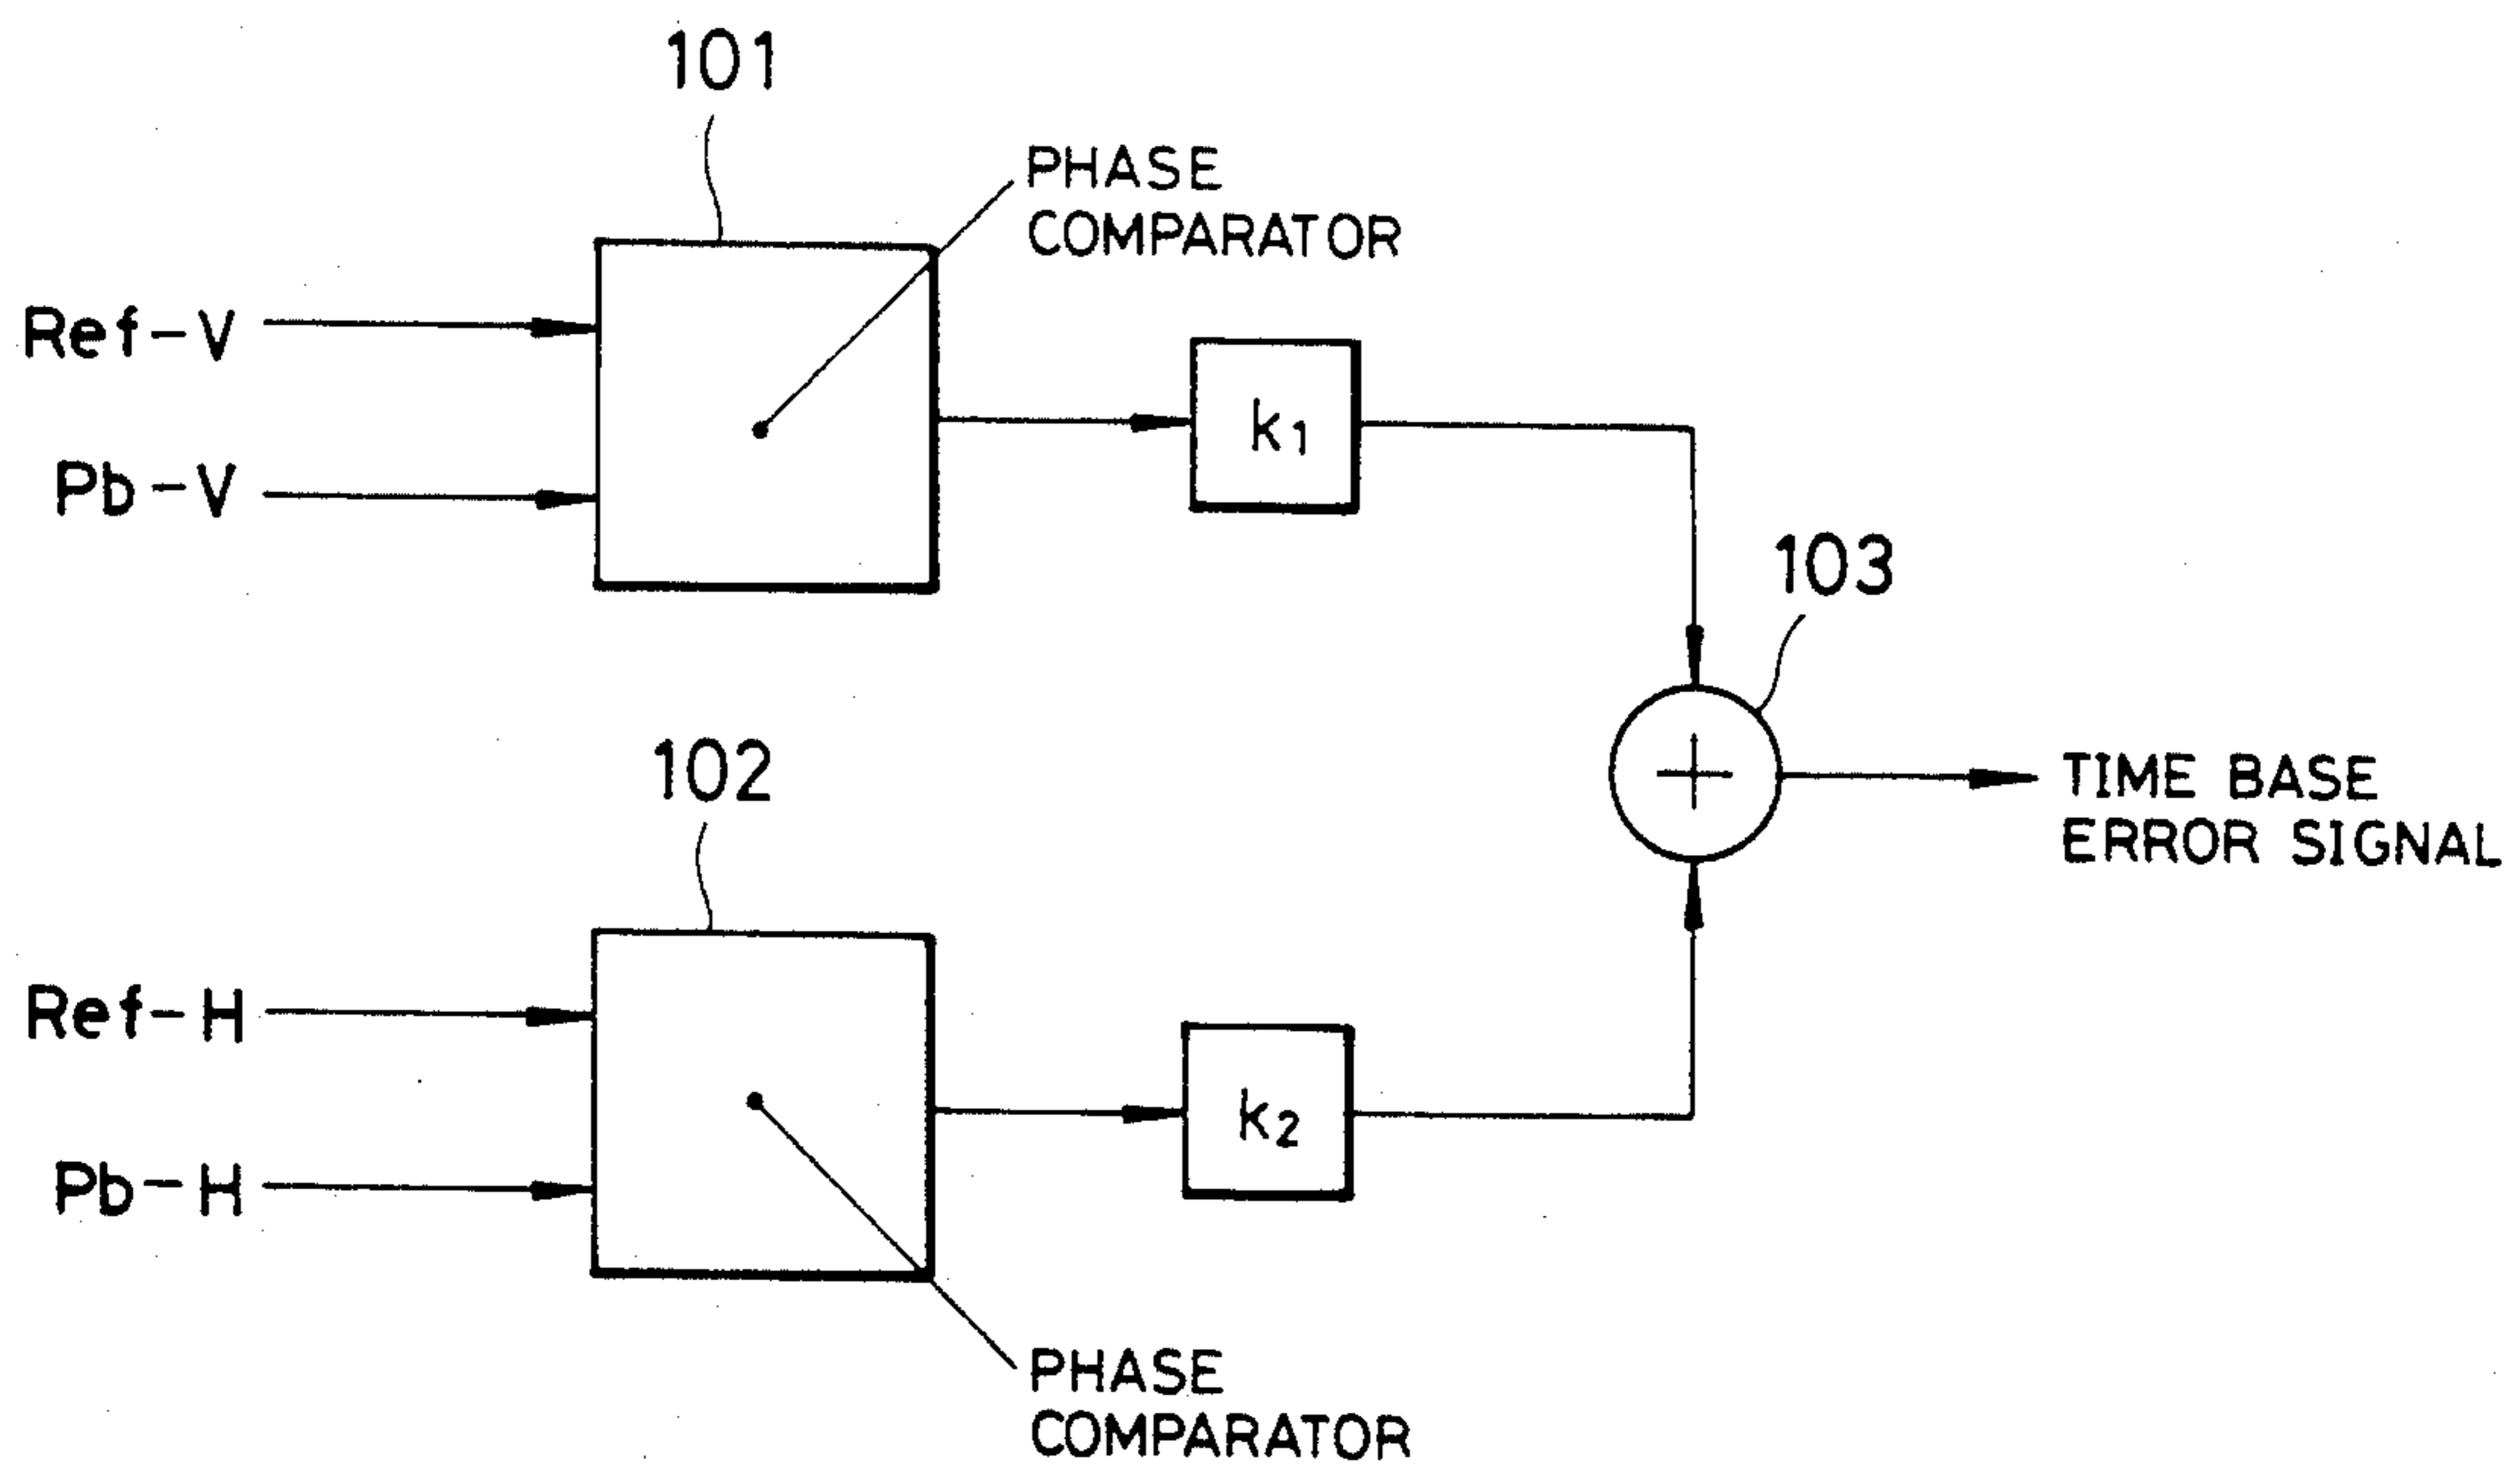 101
PHASE
COMPARATOR
Ref-V
Pb-V
k1
103
TIME BASE
ERROR SIGNAL
102
Ref-H
Pb-H
k2
PHASE
COMPARATOR